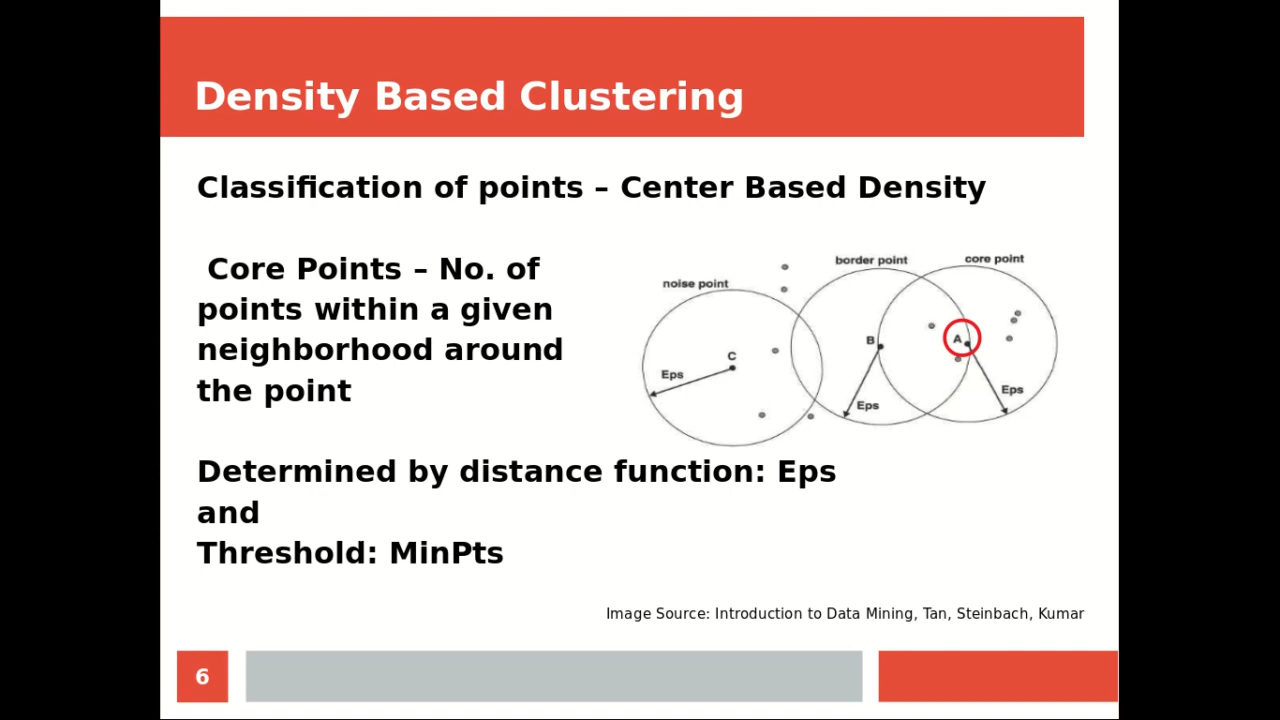 Density Based Clustering
Classification of points – Center Based Density
Core Points – No. of
points within a given
neighborhood around
the point
noise point
border point
core point
C
B
A
Eps
Eps
Eps
Determined by distance function: Eps
and
Threshold: MinPts
Image Source: Introduction to Data Mining, Tan, Steinbach, Kumar
6